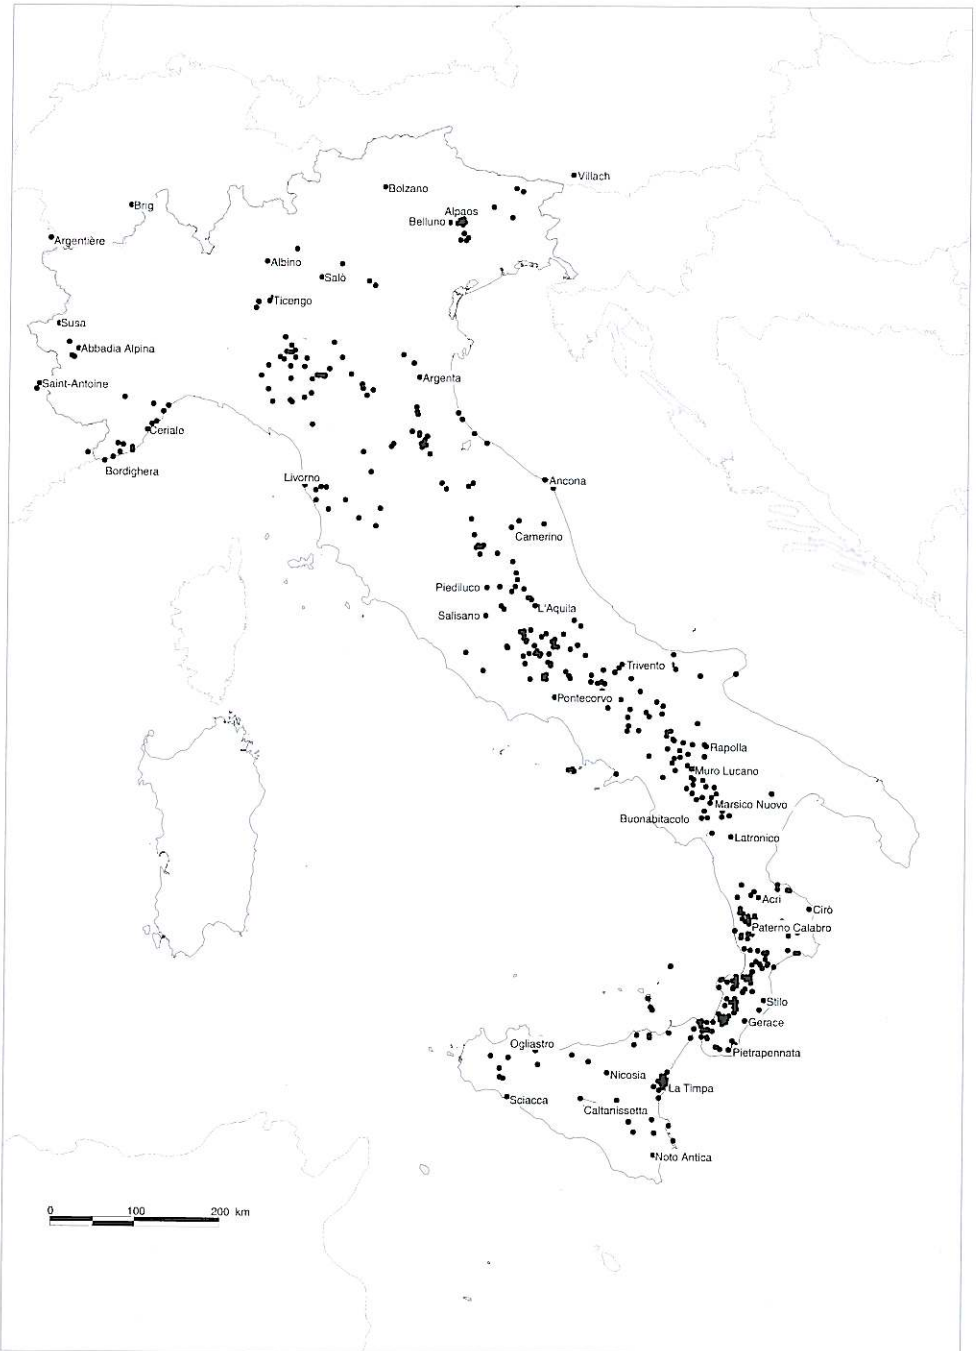 Villach
Bolzano
Brig
Alpaos
Belluno
Argentière
Albino
Salò
Ticengo
Susa
Abbadia Alpina
Argenta
Saint-Antoine
Ceriale
Bordighera
Livorno
Ancona
Camerino
Piediluco
L'Aquila
Salisano
Trivento
Pontecorvo
Rapolla
Muro Lucano
Marsico Nuovo
Buonabitacolo
Latronico
Acri
Cirò
Paterno Calabro
Stilo
Gerace
Ogliastro
Pietrapennata
Nicosia
La Timpa
Sciacca
Caltanissetta
Noto Antica
0 100 200 km